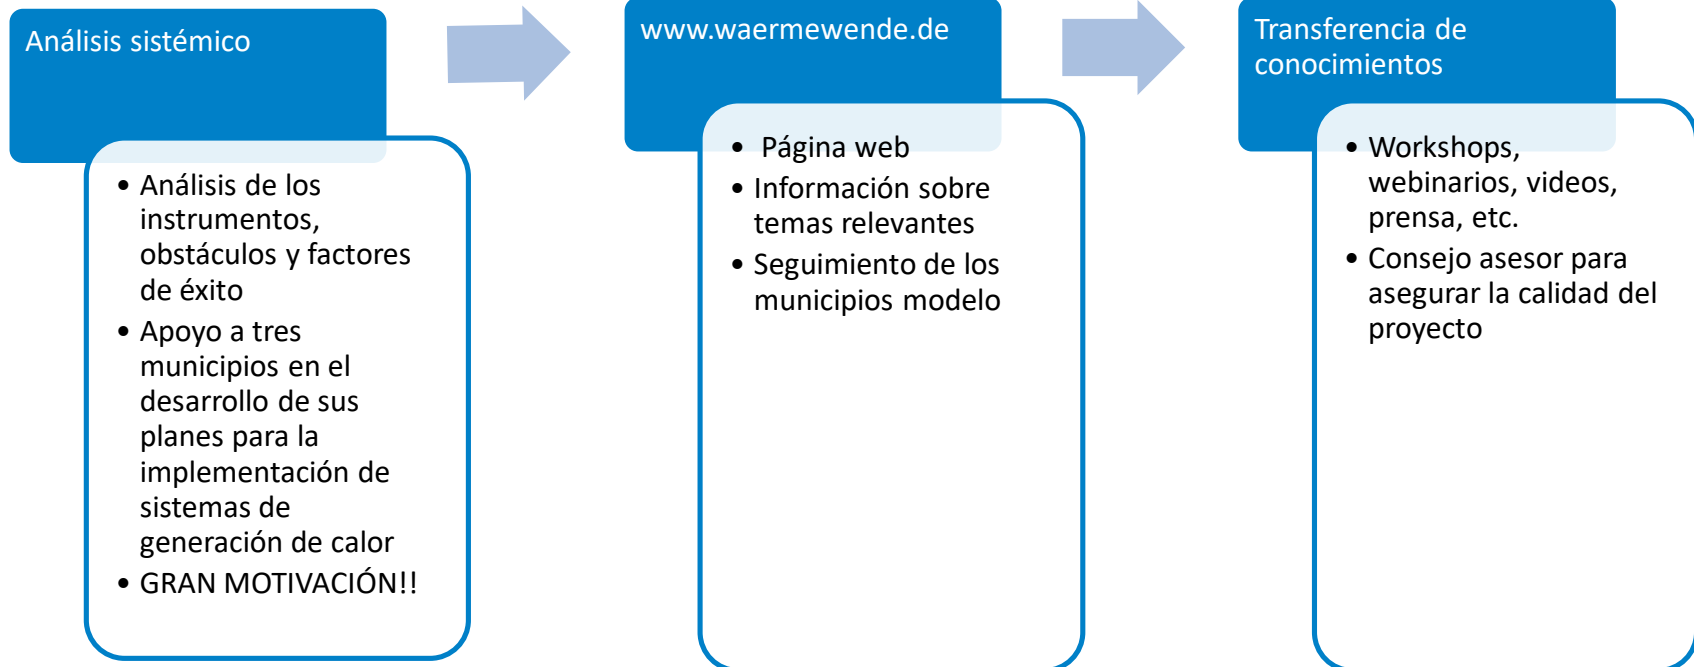 Análisis sistémico
• Análisis de los
instrumentos,
obstáculos y factores
de éxito
• Apoyo a tres
municipios en el
desarrollo de sus
planes para la
implementación de
sistemas de
generación de calor
• GRAN MOTIVACIÓN!!
www.waermewende.de
• Página web
• Información sobre
temas relevantes
• Seguimiento de los
municipios modelo
Transferencia de
conocimientos
• Workshops,
webinarios, videos,
prensa, etc.
• Consejo asesor para
asegurar la calidad del
proyecto